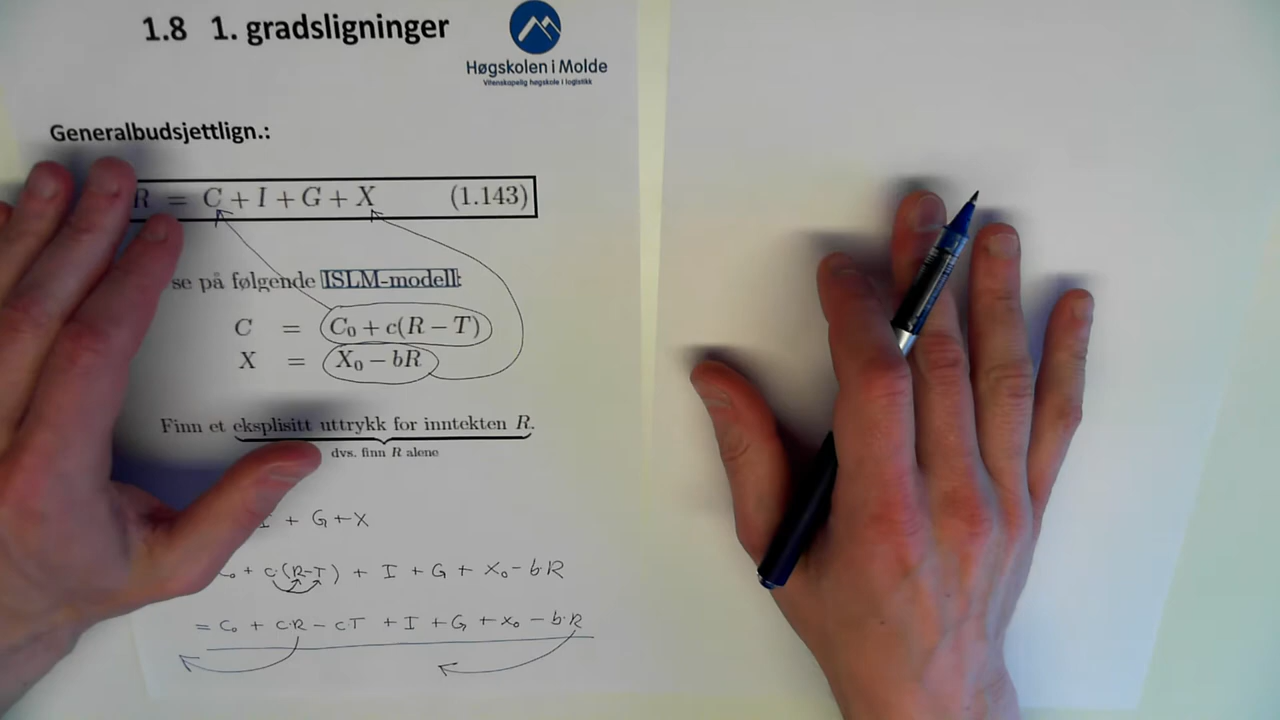 1.8 1. gradsligninger
Høgskolen i Molde
Vitenskapelig høgskole i logistikk
Generalbudsjettlign.:
R = C + I + G + X (1.143)
se på følgende ISLM-modell:
C = C₀ + c(R − T)
X = X₀ − bR
Finn et eksplisitt uttrykk for inntekten R.
dvs. finn R alene
+ G + X
+ c·(R-T) + I + G + X₀ - b·R
= C₀ + c·R - cT + I + G + X₀ - b·R